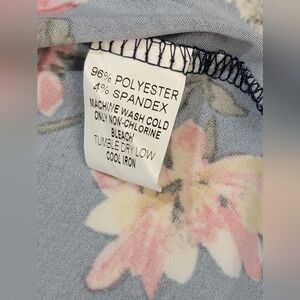 96% POLYESTER
4% SPANDEX
MACHINE WASH COLD
ONLY NON-CHLORINE
BLEACH
TUMBLE DRY LOW
COOL IRON